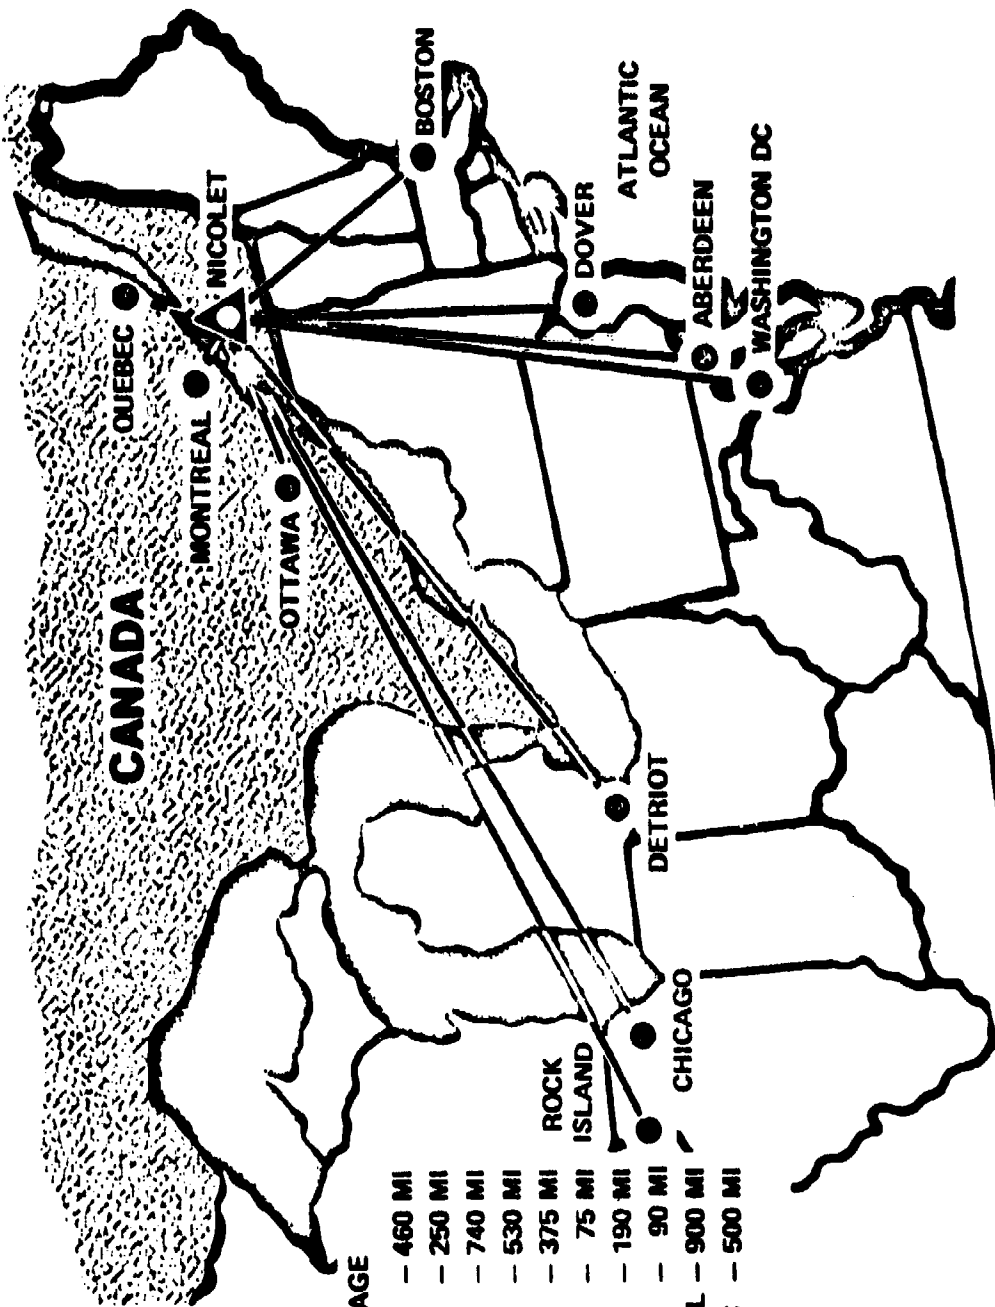 CANADA
QUEBEC
MONTREAL
NICOLET
OTTAWA
BOSTON
ATLANTIC
OCEAN
DOVER
ABERDEEN
WASHINGTON DC
DETRIOT
CHICAGO
ROCK
ISLAND
AGE
– 460 MI
– 250 MI
– 740 MI
– 530 MI
– 375 MI
– 75 MI
– 190 MI
– 90 MI
L – 900 MI
– 500 MI